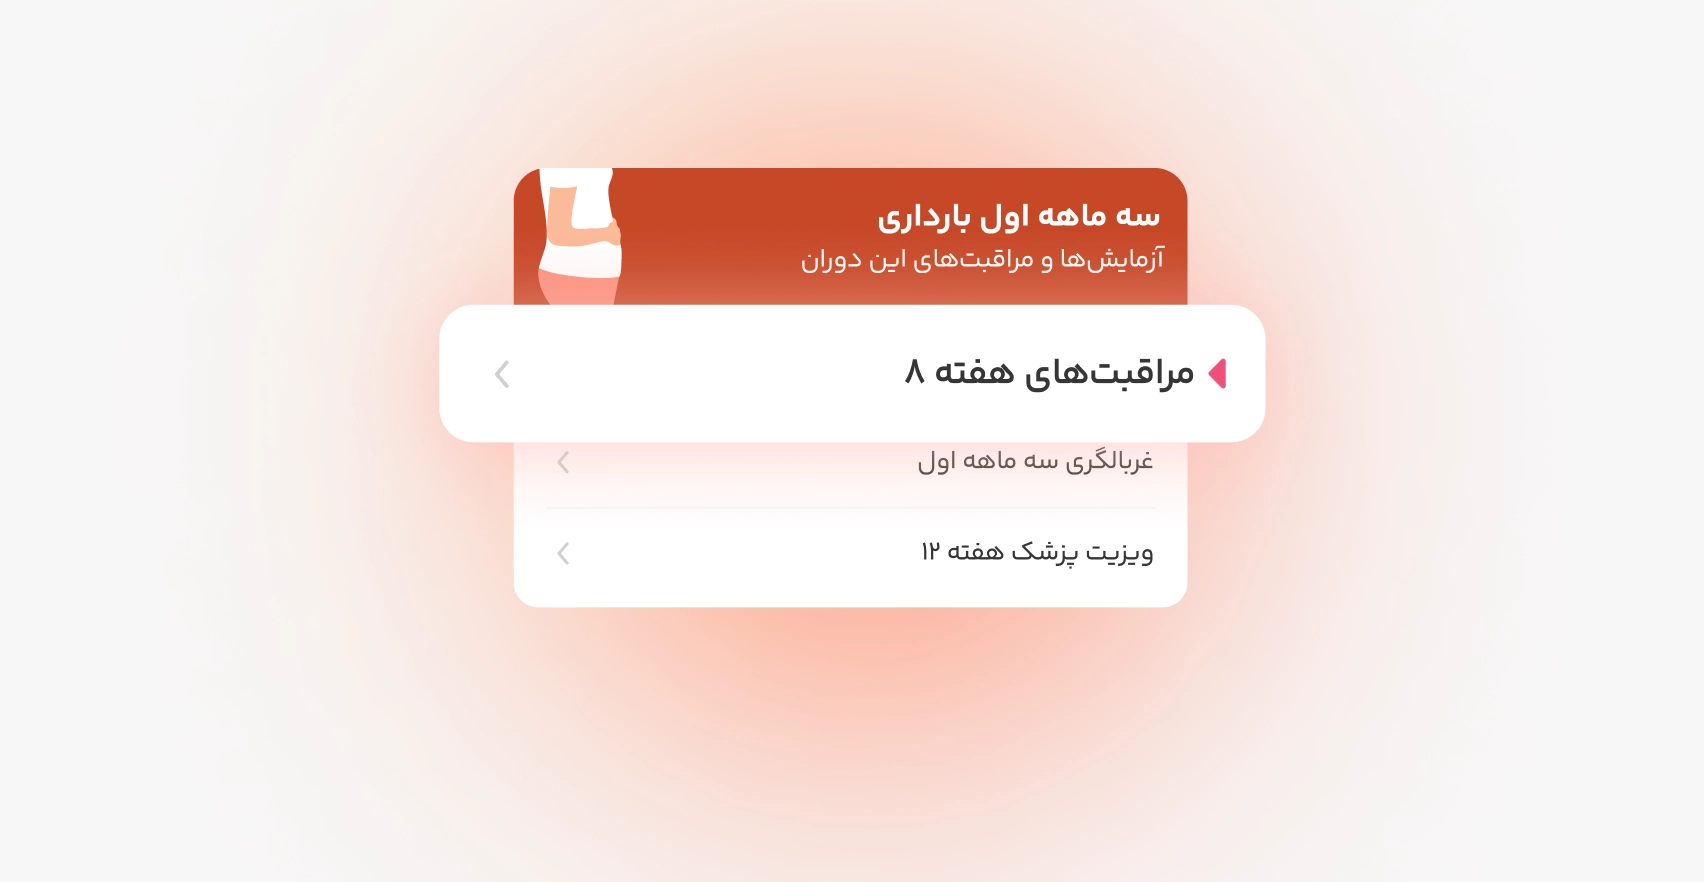 سه ماهه اول بارداری
آزمایش‌ها و مراقبت‌های این دوران
مراقبت‌های هفته ۸
غربالگری سه ماهه اول
ویزیت پزشک هفته ۱۲